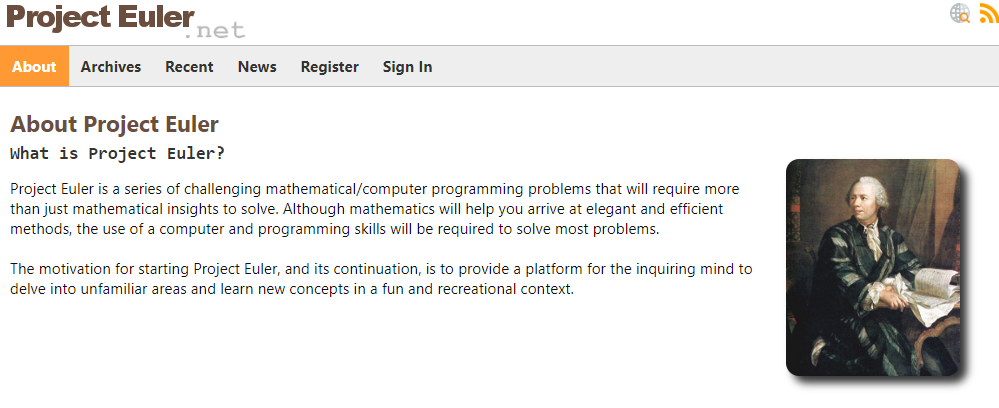 Project Euler
.net
About Archives Recent News Register Sign In
About Project Euler
What is Project Euler?
Project Euler is a series of challenging mathematical/computer programming problems that will require more
than just mathematical insights to solve. Although mathematics will help you arrive at elegant and efficient
methods, the use of a computer and programming skills will be required to solve most problems.
The motivation for starting Project Euler, and its continuation, is to provide a platform for the inquiring mind to
delve into unfamiliar areas and learn new concepts in a fun and recreational context.